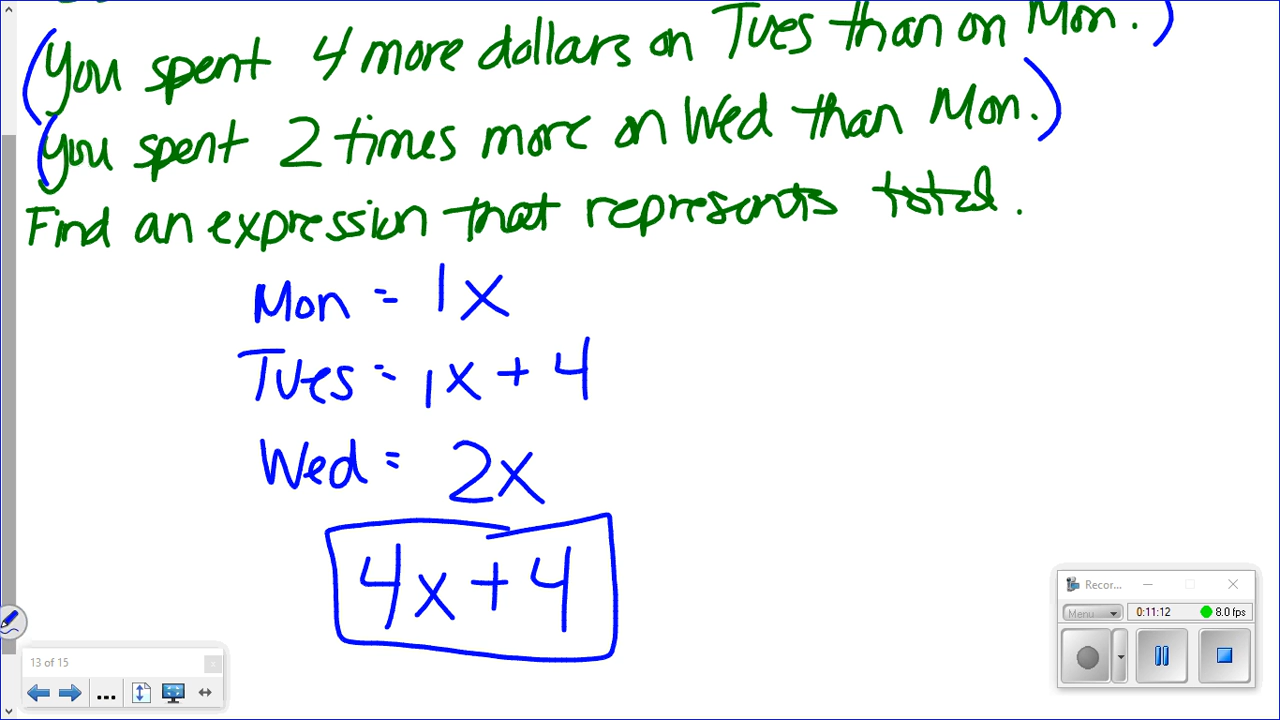 (You spent 4 more dollars on Tues than on Mon.)
(You spent 2 times more on Wed than Mon.)
Find an expression that represents total.
Mon = 1x
Tues = 1x + 4
Wed = 2x
4x + 4
Recor...
Menu
0:11:12
8.0 fps
13 of 15